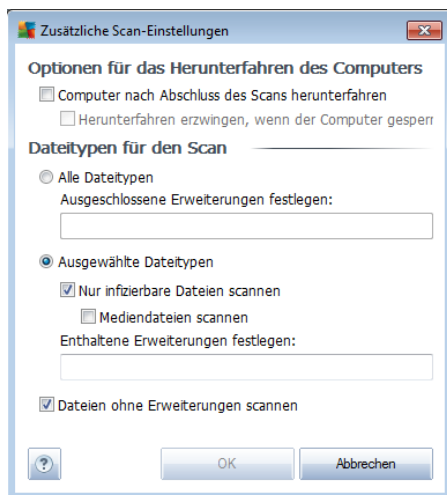 Zusätzliche Scan-Einstellungen
Optionen für das Herunterfahren des Computers
Computer nach Abschluss des Scans herunterfahren
Herunterfahren erzwingen, wenn der Computer gesperr
Dateitypen für den Scan
Alle Dateitypen
Ausgeschlossene Erweiterungen festlegen:
Ausgewählte Dateitypen
Nur infizierbare Dateien scannen
Mediendateien scannen
Enthaltene Erweiterungen festlegen:
Dateien ohne Erweiterungen scannen
? OK Abbrechen